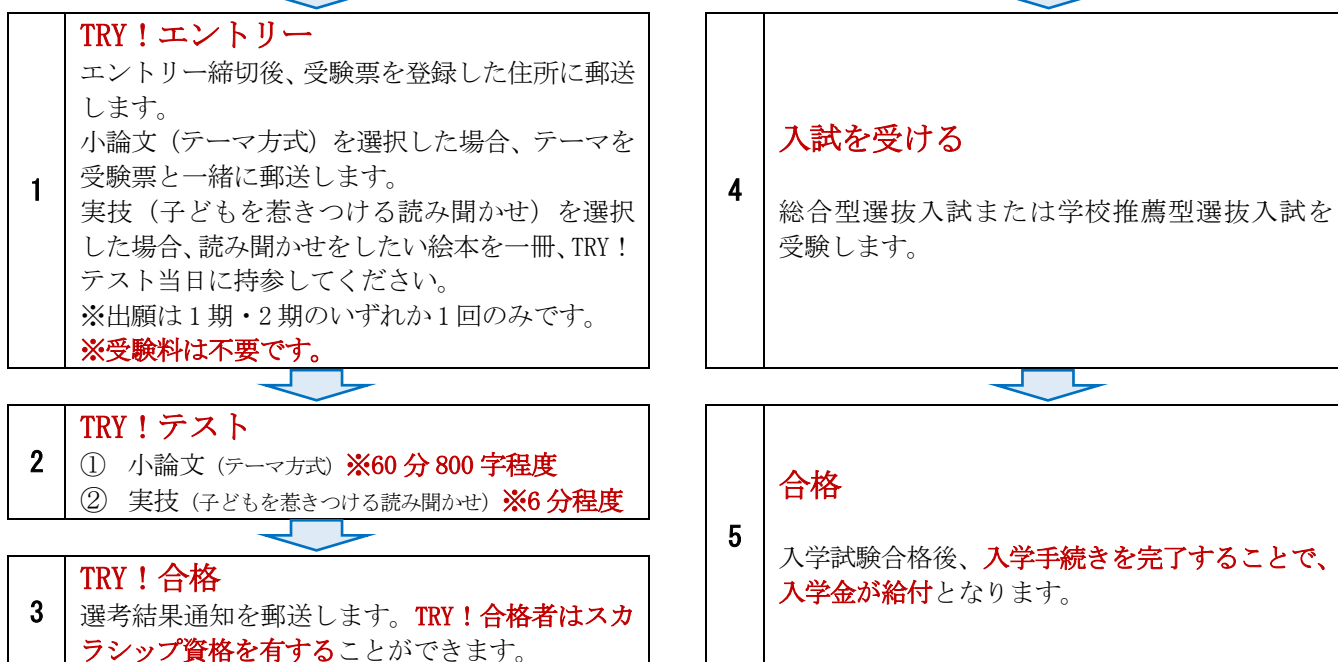 1
TRY！エントリー
エントリー締切後、受験票を登録した住所に郵送
します。
小論文（テーマ方式）を選択した場合、テーマを
受験票と一緒に郵送します。
実技（子どもを惹きつける読み聞かせ）を選択
した場合、読み聞かせをしたい絵本を一冊、TRY！
テスト当日に持参してください。
※出願は1期・2期のいずれか1回のみです。
※受験料は不要です。
2
TRY！テスト
① 小論文（テーマ方式）※60分800字程度
② 実技（子どもを惹きつける読み聞かせ）※6分程度
3
TRY！合格
選考結果通知を郵送します。TRY！合格者はスカ
ラシップ資格を有することができます。
4
入試を受ける
総合型選抜入試または学校推薦型選抜入試を
受験します。
5
合格
入学試験合格後、入学手続きを完了することで、
入学金が給付となります。